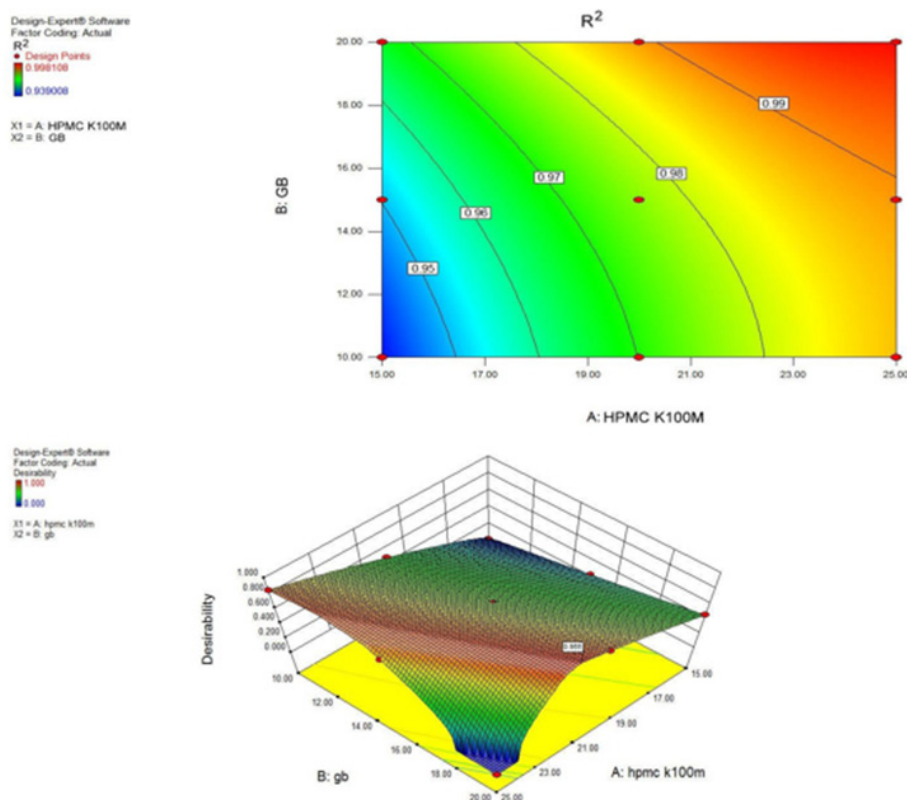 Design-Expert® Software
Factor Coding: Actual
R²
Design Points
0.998108
0.939008
X1 = A: HPMC K100M
X2 = B: GB
R²
20.00
18.00
16.00
14.00
12.00
10.00
B: GB
0.99
0.98
0.97
0.96
0.95
15.00 17.00 19.00 21.00 23.00 25.00
A: HPMC K100M
Design-Expert® Software
Factor Coding: Actual
Desirability
1.000
0.000
X1 = A: hpmc k100m
X2 = B: gb
Desirability
1.000
0.800
0.600
0.400
0.200
0.000
10.00
12.00
14.00
16.00
18.00
20.00
B: gb
15.00
17.00
19.00
21.00
23.00
25.00
A: hpmc k100m